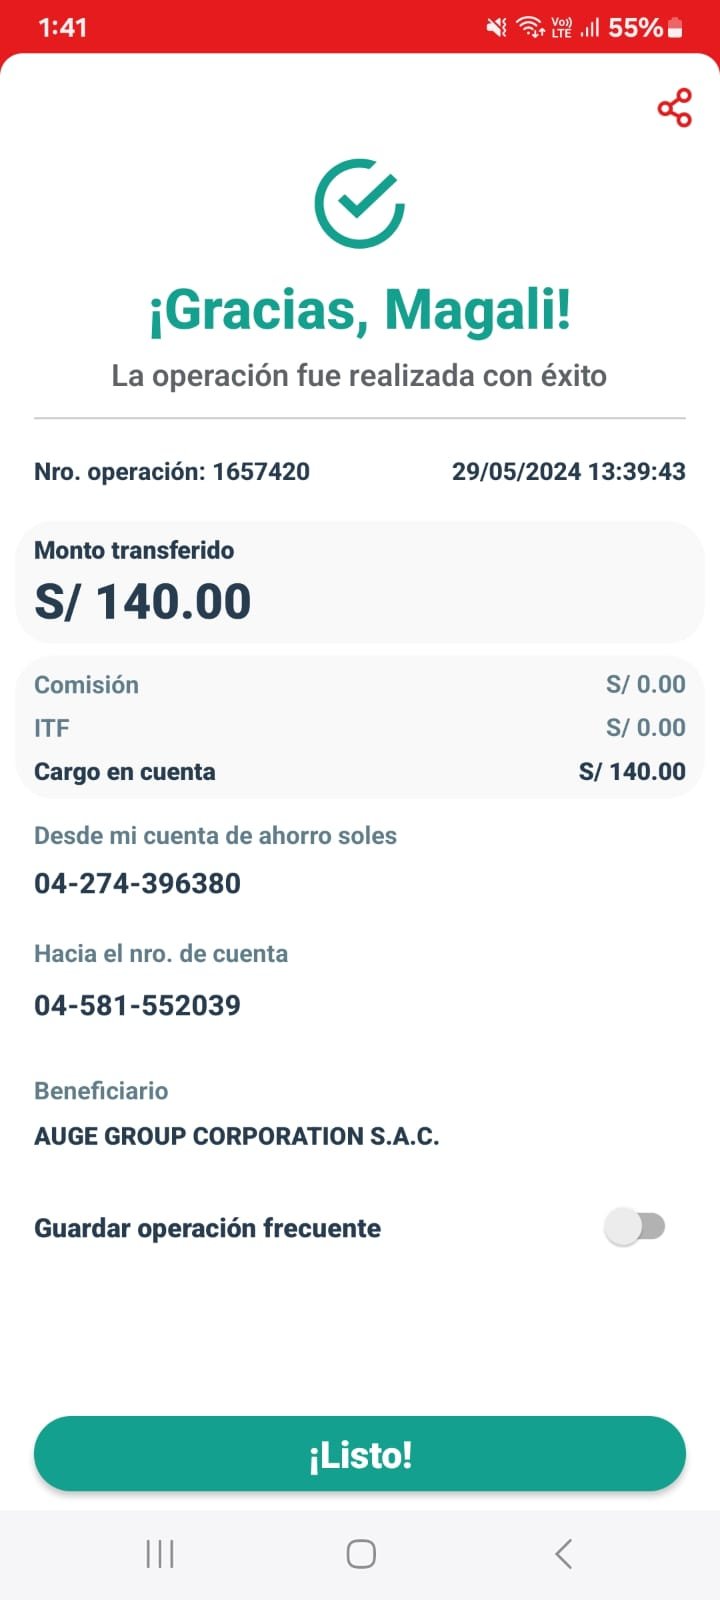 1:41
Vo))
LTE
55%
¡Gracias, Magali!
La operación fue realizada con éxito
Nro. operación: 1657420 29/05/2024 13:39:43
Monto transferido
S/ 140.00
Comisión S/ 0.00
ITF S/ 0.00
Cargo en cuenta S/ 140.00
Desde mi cuenta de ahorro soles
04-274-396380
Hacia el nro. de cuenta
04-581-552039
Beneficiario
AUGE GROUP CORPORATION S.A.C.
Guardar operación frecuente
¡Listo!